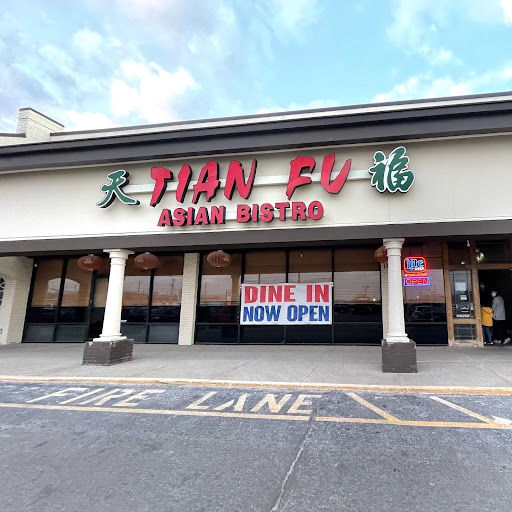 天 TIAN FU 福
ASIAN BISTRO
DINE IN
NOW OPEN
OPEN
FIRE LANE